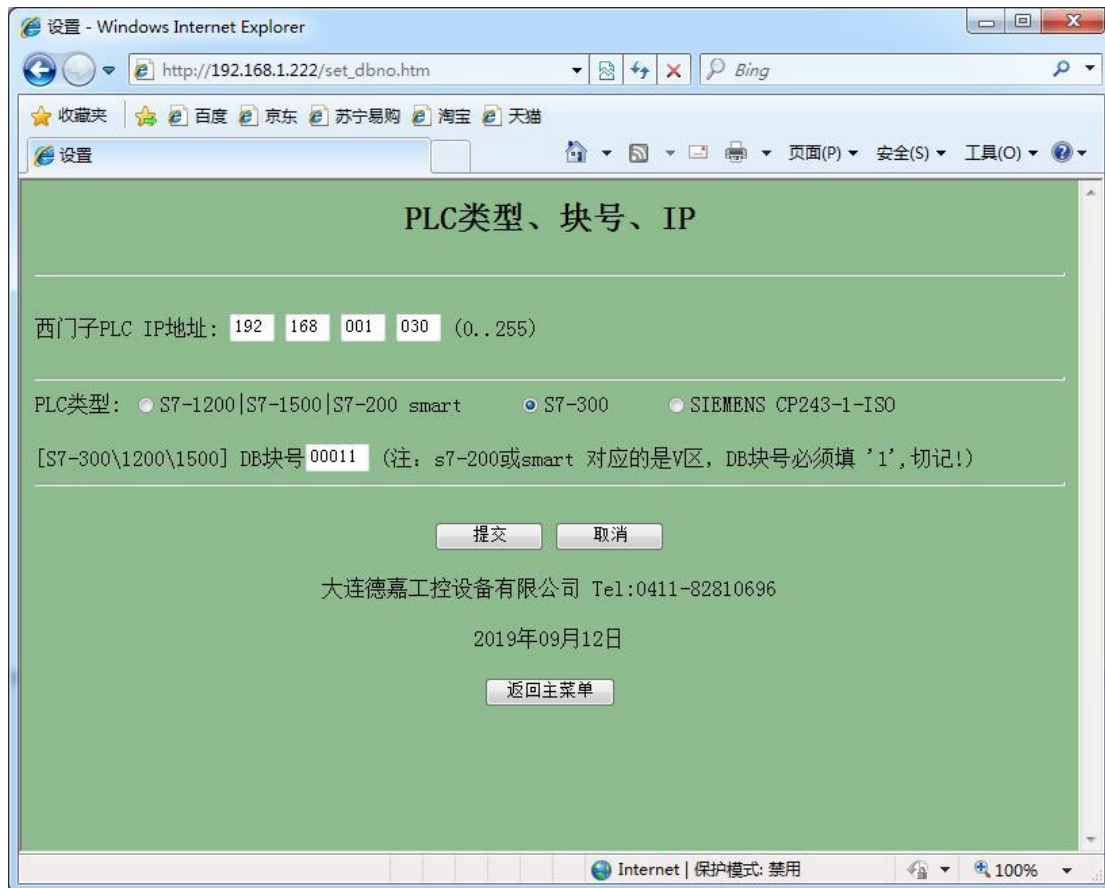 设置 - Windows Internet Explorer
http://192.168.1.222/set_dbno.htm
Bing
收藏夹 百度 京东 苏宁易购 淘宝 天猫
设置 页面(P) 安全(S) 工具(O)
PLC类型、块号、IP
西门子PLC IP地址: 192 168 001 030 (0..255)
PLC类型: S7-1200|S7-1500|S7-200 smart S7-300 SIEMENS CP243-1-ISO
[S7-300\1200\1500] DB块号 00011 (注: s7-200或smart 对应的是V区, DB块号必须填 '1',切记!)
提交 取消
大连德嘉工控设备有限公司 Tel:0411-82810696
2019年09月12日
返回主菜单
Internet | 保护模式: 禁用 100%